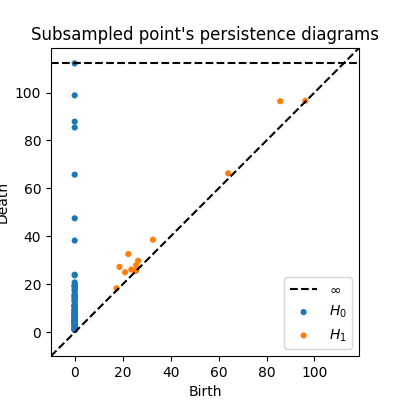 Subsampled point's persistence diagrams
Death
100
80
60
40
20
0
0 20 40 60 80 100
Birth
∞
H₀
H₁